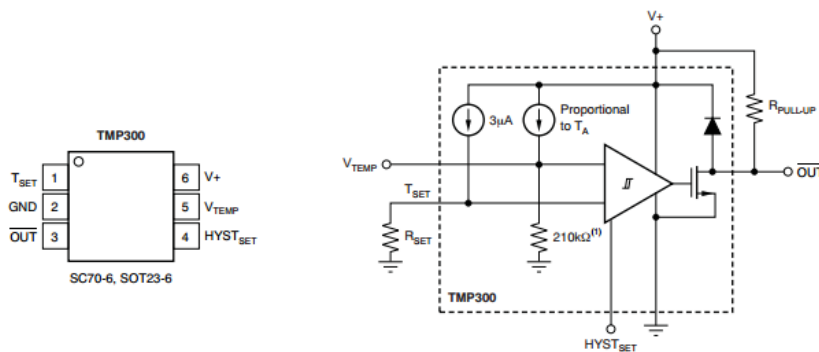 TMP300
T_SET 1
GND 2
OUT 3
6 V+
5 V_TEMP
4 HYST_SET
SC70-6, SOT23-6
V+
3μA
Proportional
to T_A
R_PULL-UP
V_TEMP
T_SET
OUT
R_SET
210kΩ(1)
TMP300
HYST_SET